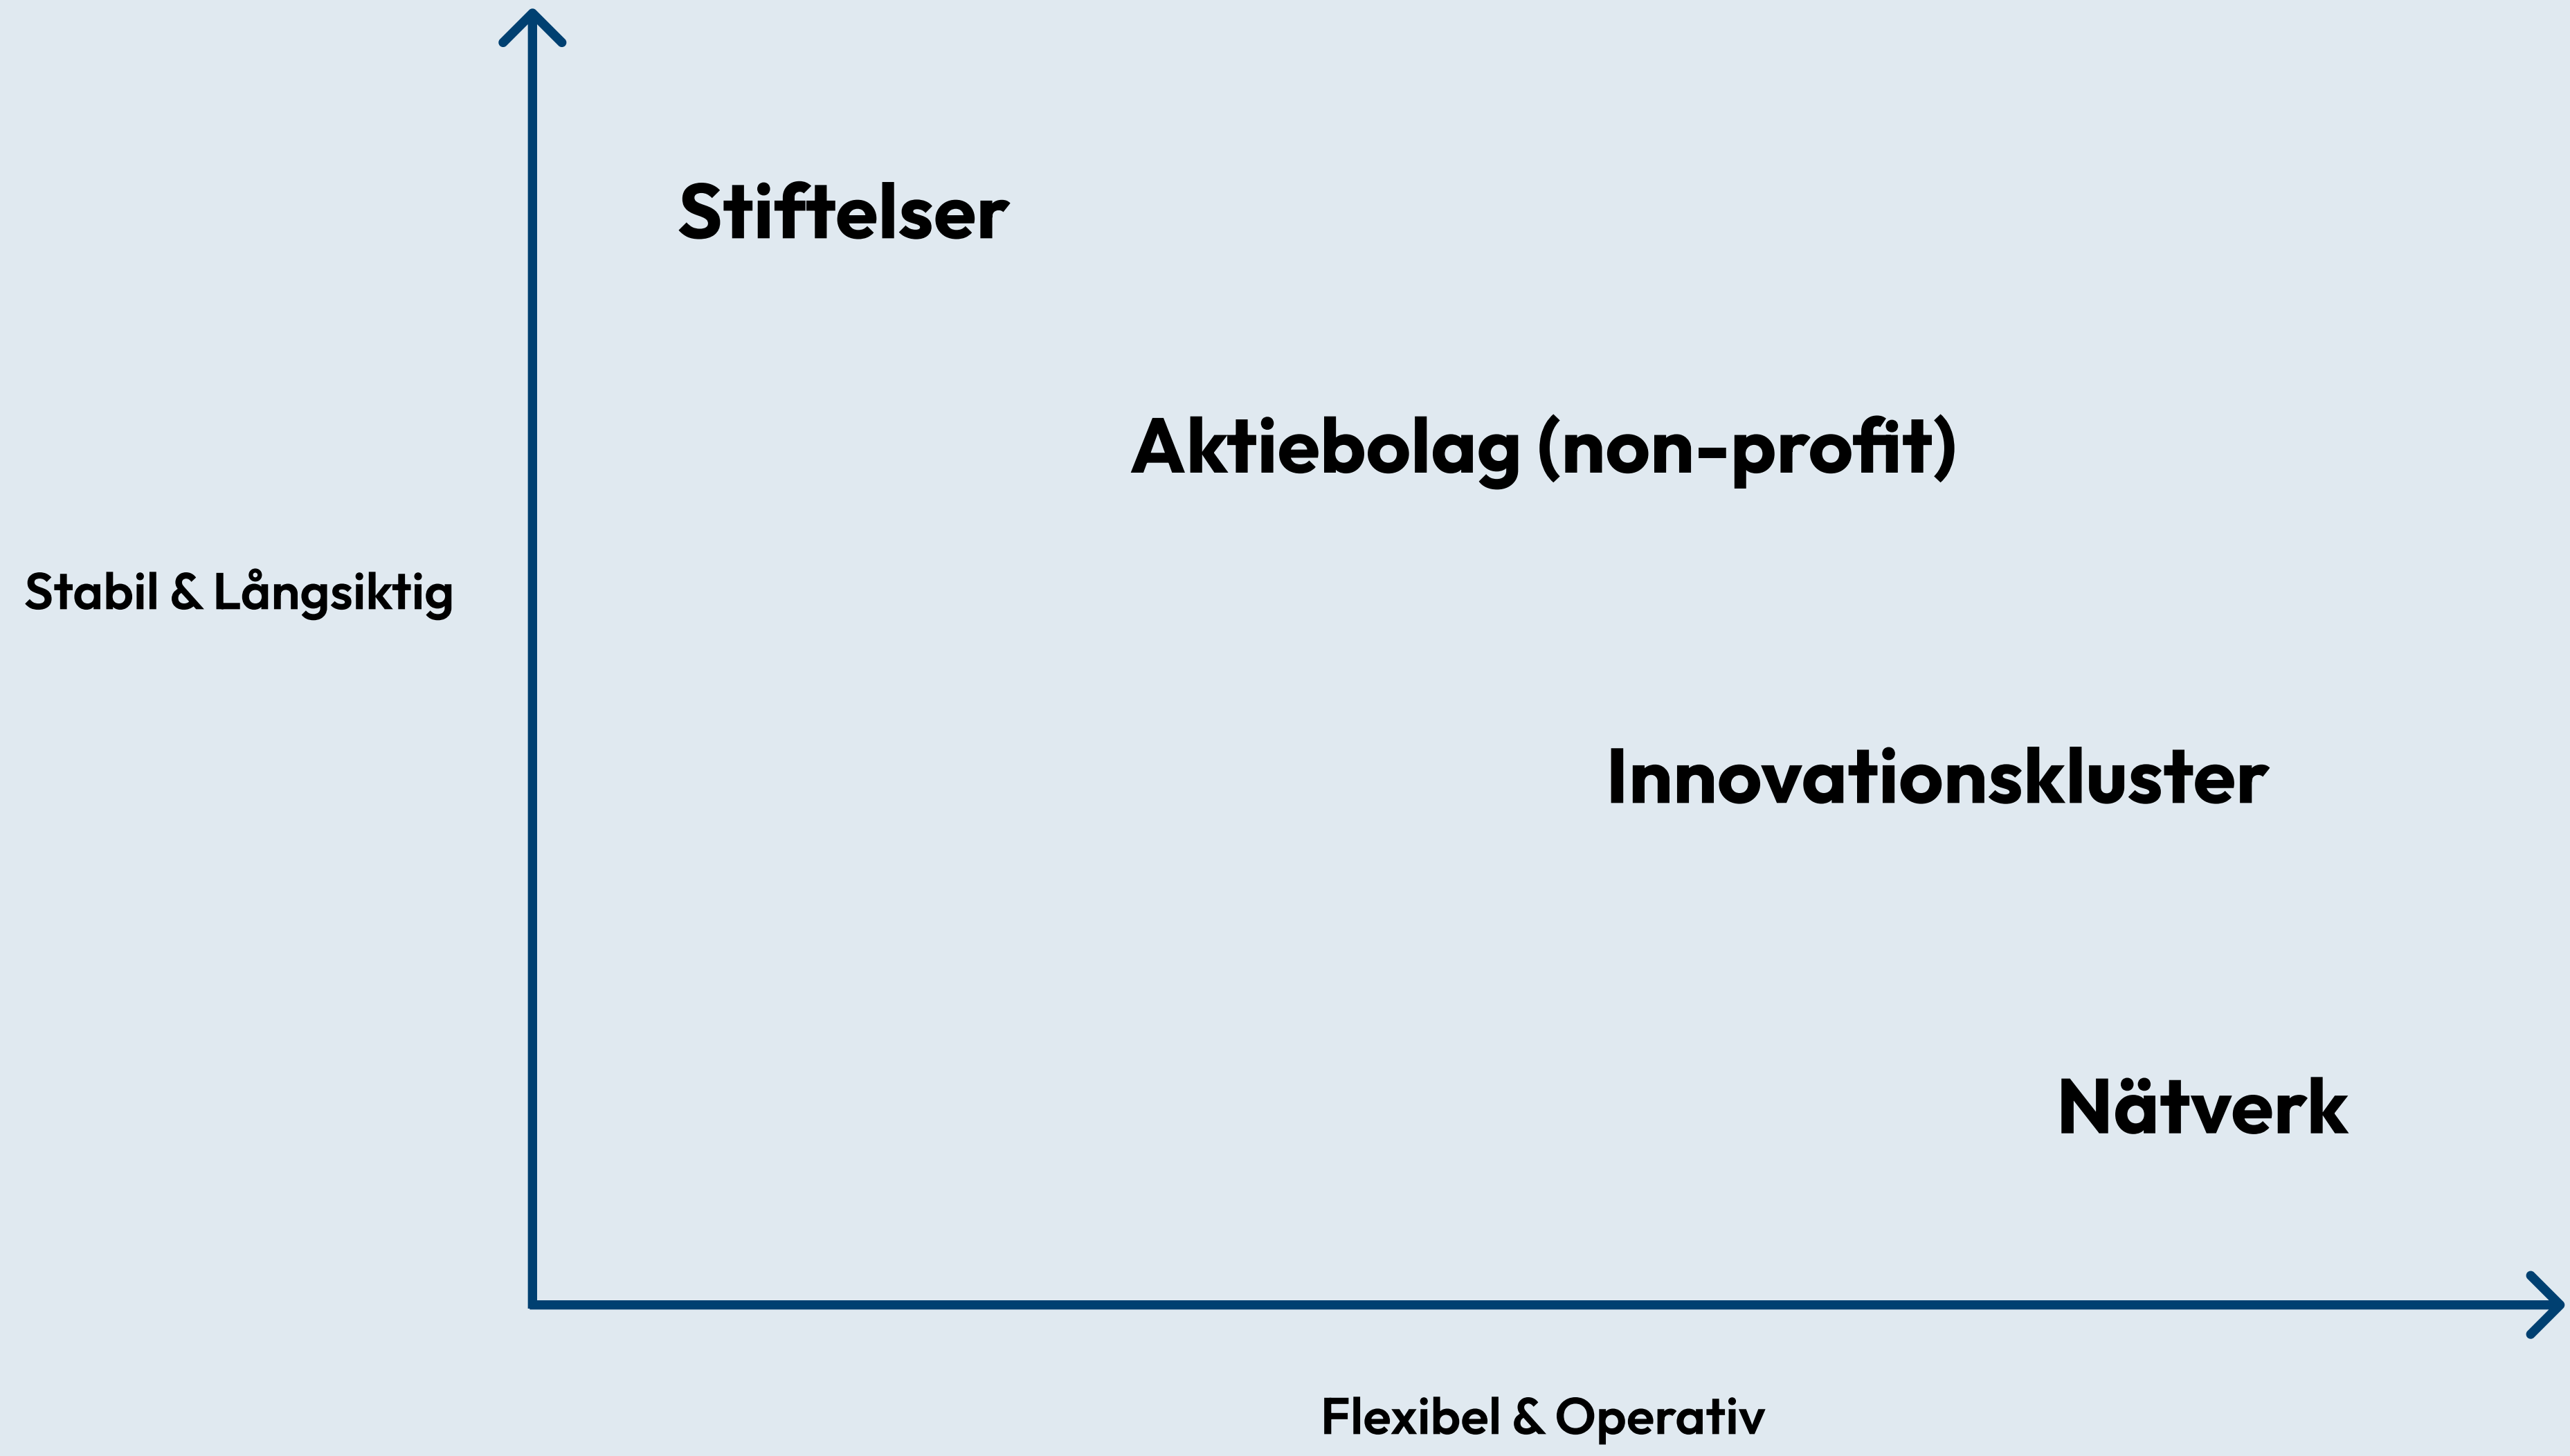 Stiftelser
Aktiebolag (non-profit)
Stabil & Långsiktig
Innovationskluster
Nätverk
Flexibel & Operativ